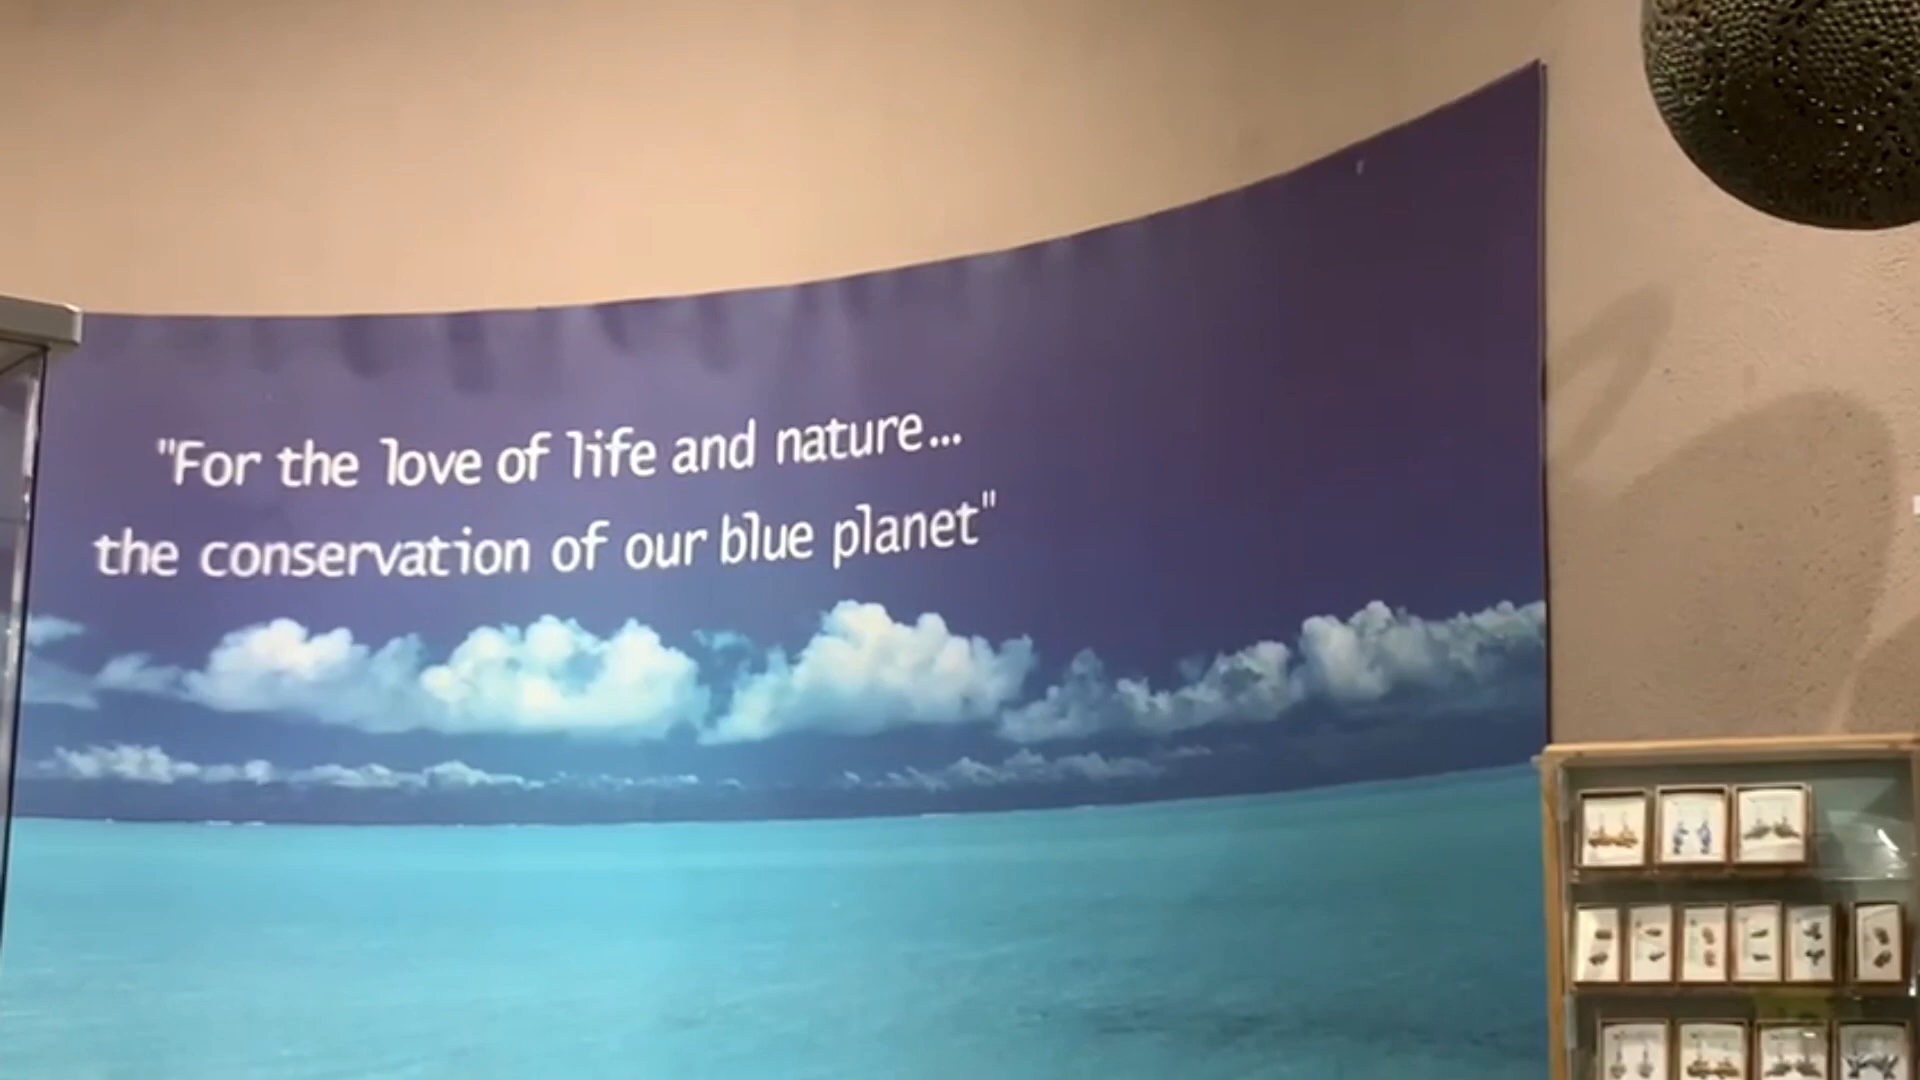 "For the love of life and nature...
the conservation of our blue planet"